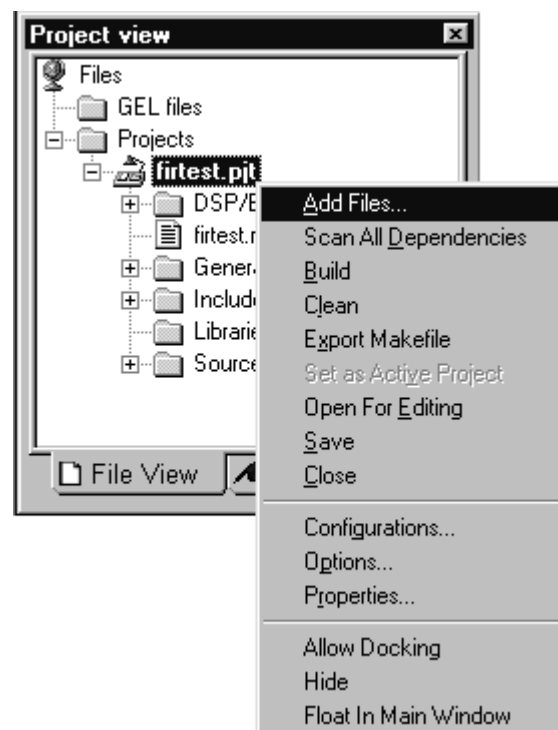 Project view
Files
GEL files
Projects
firtest.pjt
DSP/B
firtest.r
Genera
Include
Librarie
Source
File View
Add Files...
Scan All Dependencies
Build
Clean
Export Makefile
Set as Active Project
Open For Editing
Save
Close
Configurations...
Options...
Properties...
Allow Docking
Hide
Float In Main Window